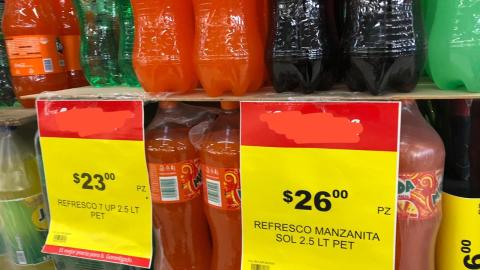 $23.00
PZ
REFRESCO 7 UP 2.5 LT
PET
$26.00
PZ
REFRESCO MANZANITA
SOL 2.5 LT PET